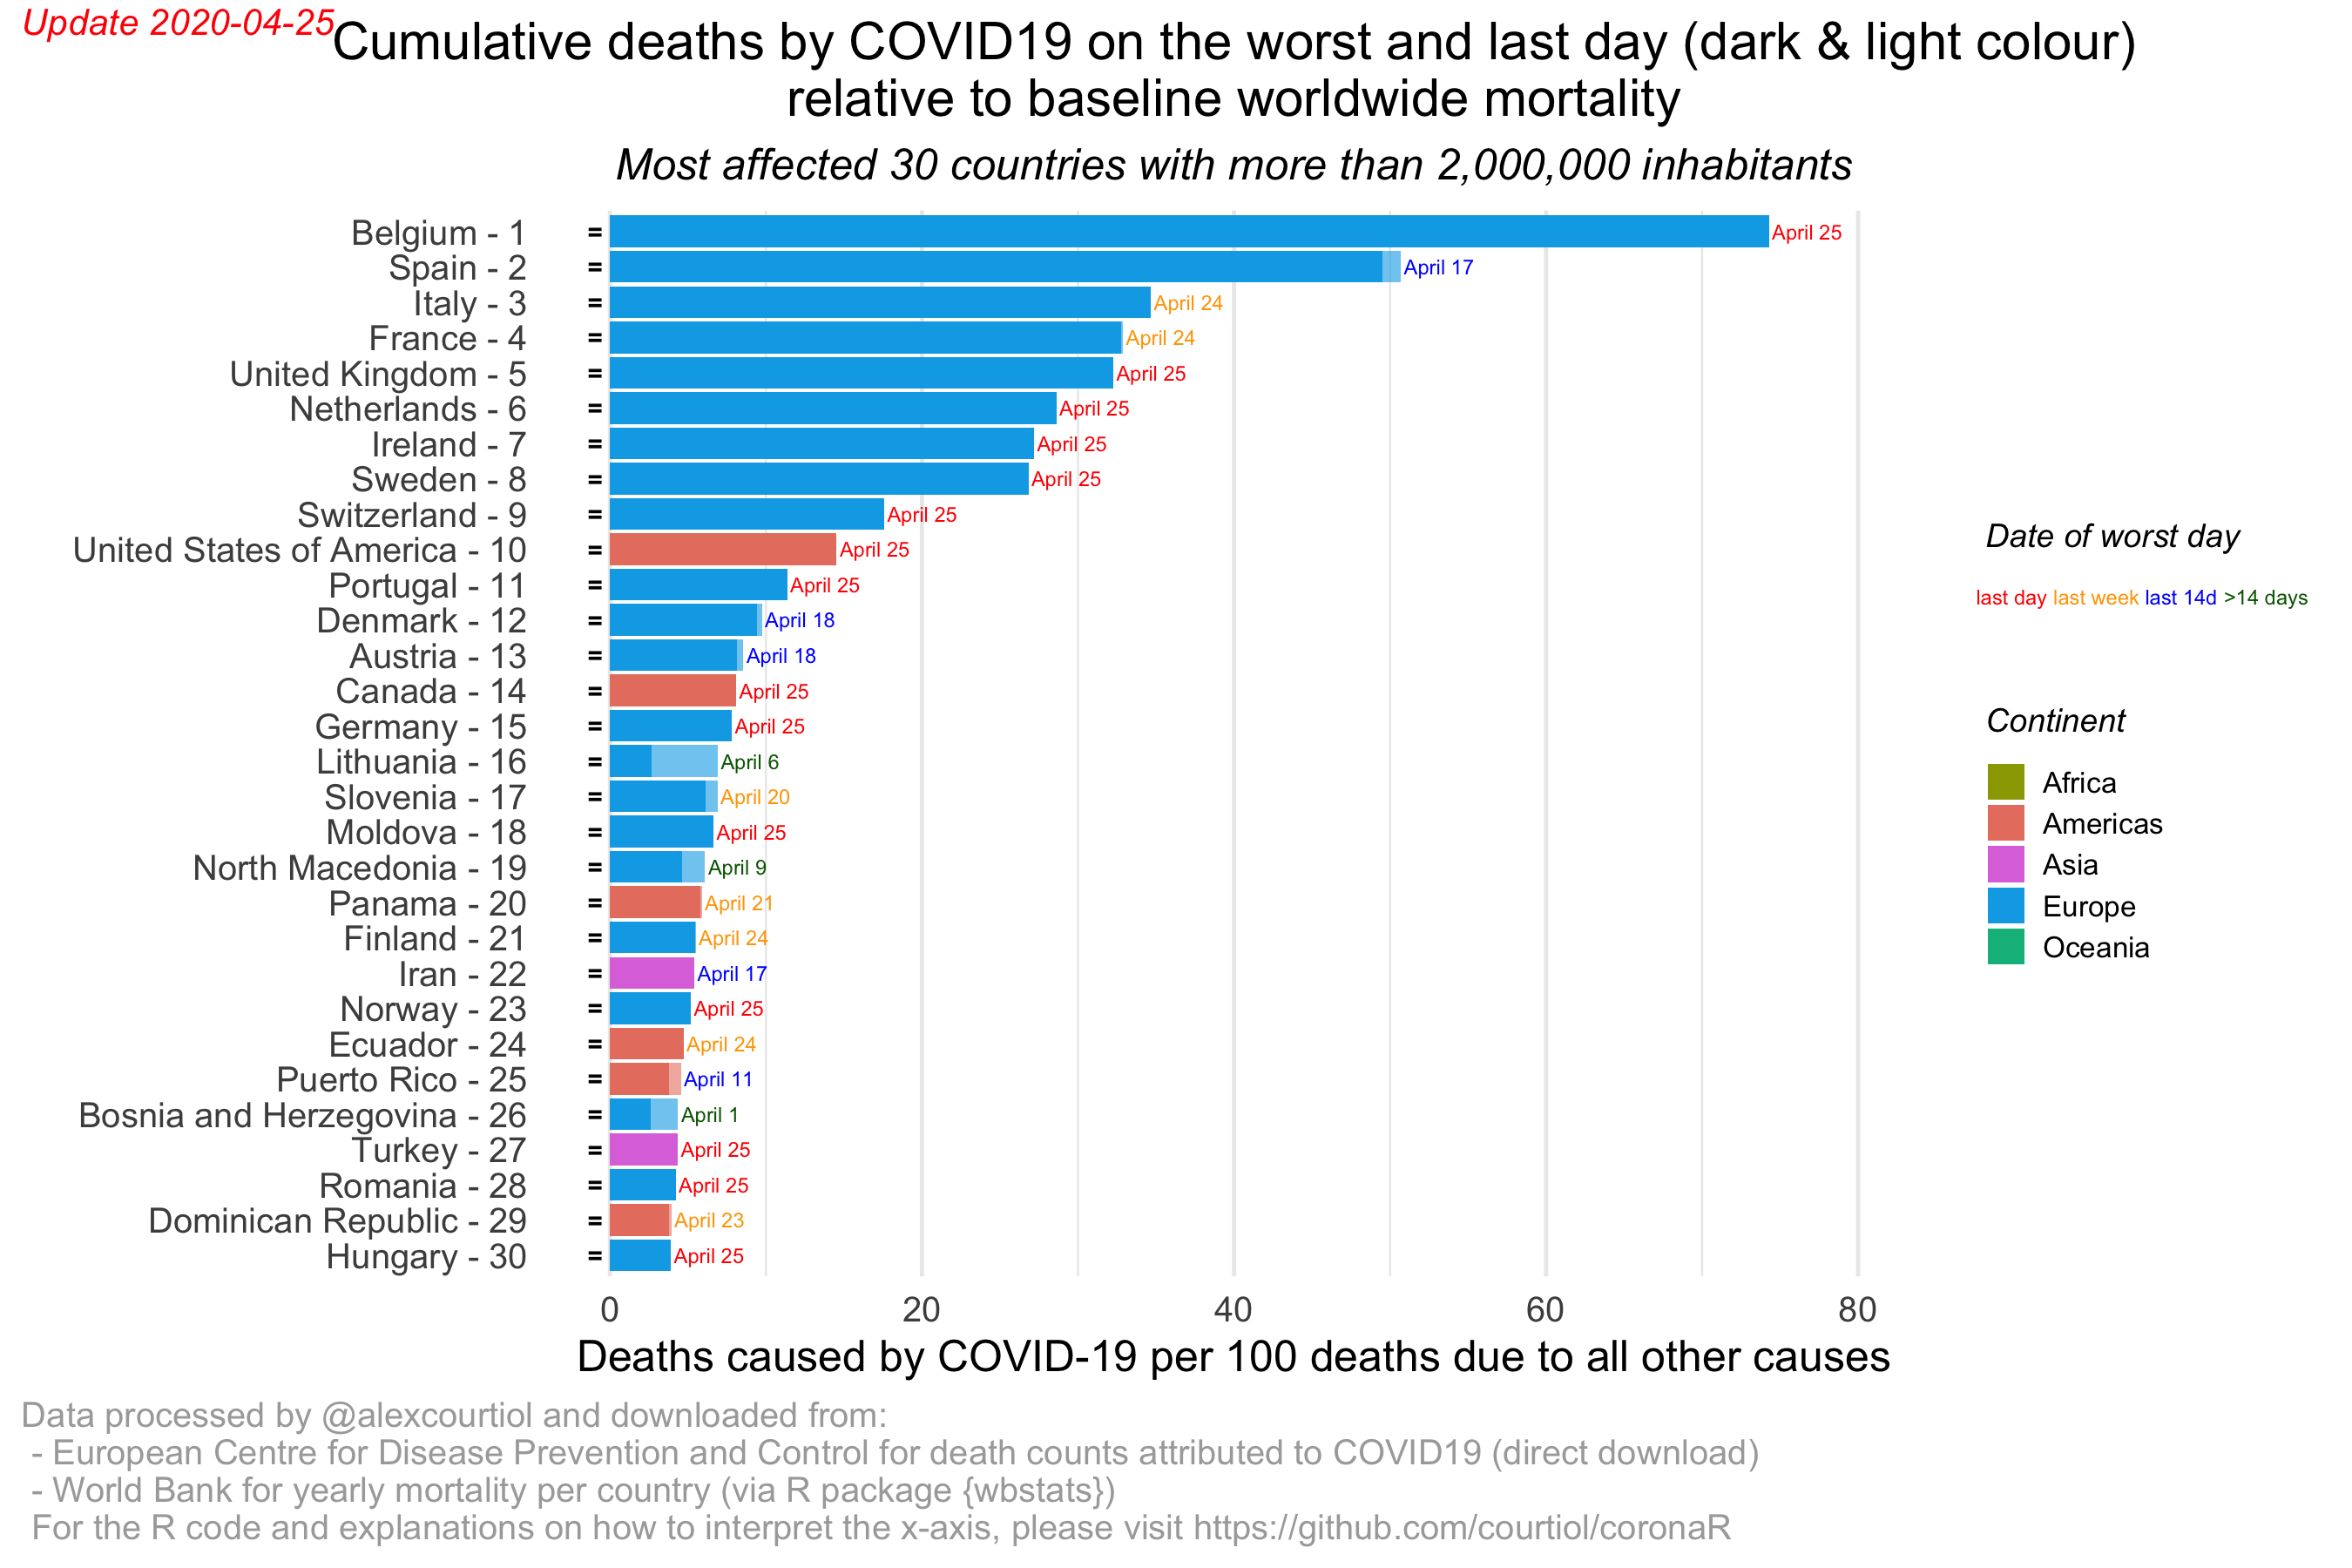 Update 2020-04-25
Cumulative deaths by COVID19 on the worst and last day (dark & light colour)
relative to baseline worldwide mortality
Most affected 30 countries with more than 2,000,000 inhabitants
Belgium - 1 = April 25
Spain - 2 = April 17
Italy - 3 = April 24
France - 4 = April 24
United Kingdom - 5 = April 25
Netherlands - 6 = April 25
Ireland - 7 = April 25
Sweden - 8 = April 25
Switzerland - 9 = April 25
United States of America - 10 = April 25
Portugal - 11 = April 25
Denmark - 12 = April 18
Austria - 13 = April 18
Canada - 14 = April 25
Germany - 15 = April 25
Lithuania - 16 = April 6
Slovenia - 17 = April 20
Moldova - 18 = April 25
North Macedonia - 19 = April 9
Panama - 20 = April 21
Finland - 21 = April 24
Iran - 22 = April 17
Norway - 23 = April 25
Ecuador - 24 = April 24
Puerto Rico - 25 = April 11
Bosnia and Herzegovina - 26 = April 1
Turkey - 27 = April 25
Romania - 28 = April 25
Dominican Republic - 29 = April 23
Hungary - 30 = April 25
0 20 40 60 80
Deaths caused by COVID-19 per 100 deaths due to all other causes
Date of worst day
last day last week last 14d >14 days
Continent
Africa
Americas
Asia
Europe
Oceania
Data processed by @alexcourtiol and downloaded from:
- European Centre for Disease Prevention and Control for death counts attributed to COVID19 (direct download)
- World Bank for yearly mortality per country (via R package {wbstats})
For the R code and explanations on how to interpret the x-axis, please visit https://github.com/courtiol/coronaR